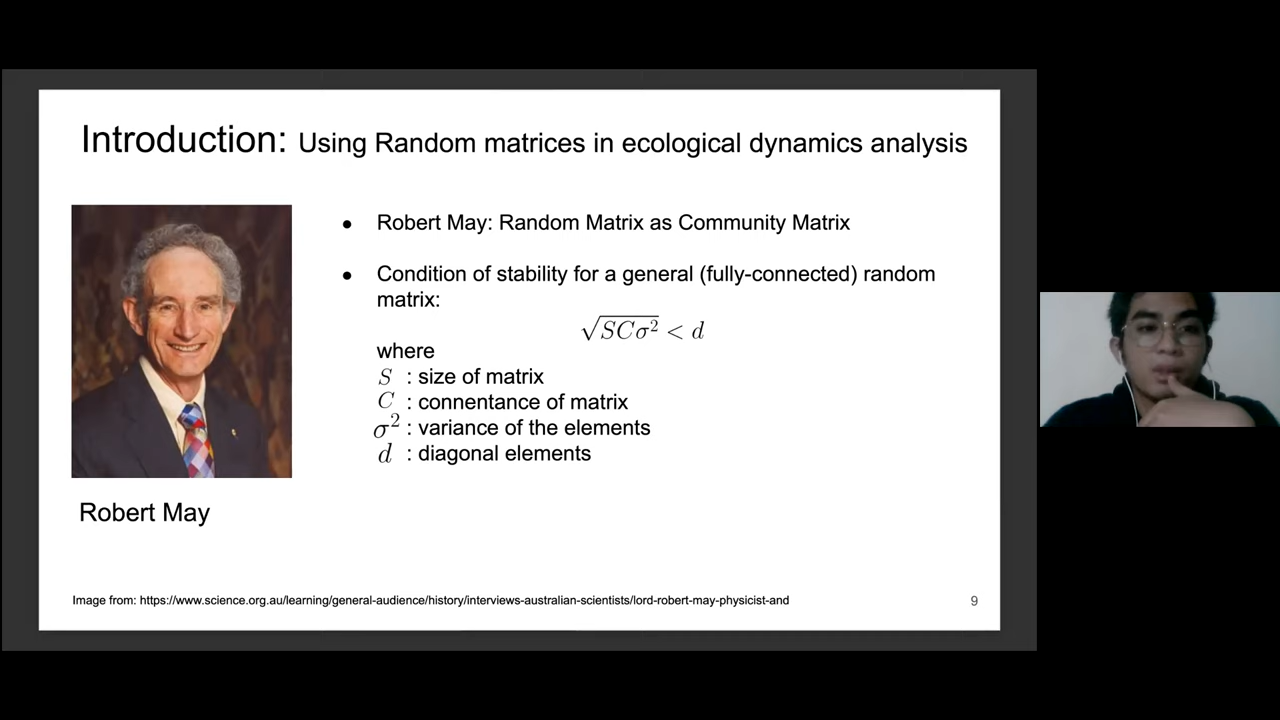 Introduction: Using Random matrices in ecological dynamics analysis
● Robert May: Random Matrix as Community Matrix
● Condition of stability for a general (fully-connected) random
matrix:
√SCσ² < d
where
S : size of matrix
C : connentance of matrix
σ² : variance of the elements
d : diagonal elements
Robert May
Image from: https://www.science.org.au/learning/general-audience/history/interviews-australian-scientists/lord-robert-may-physicist-and
9